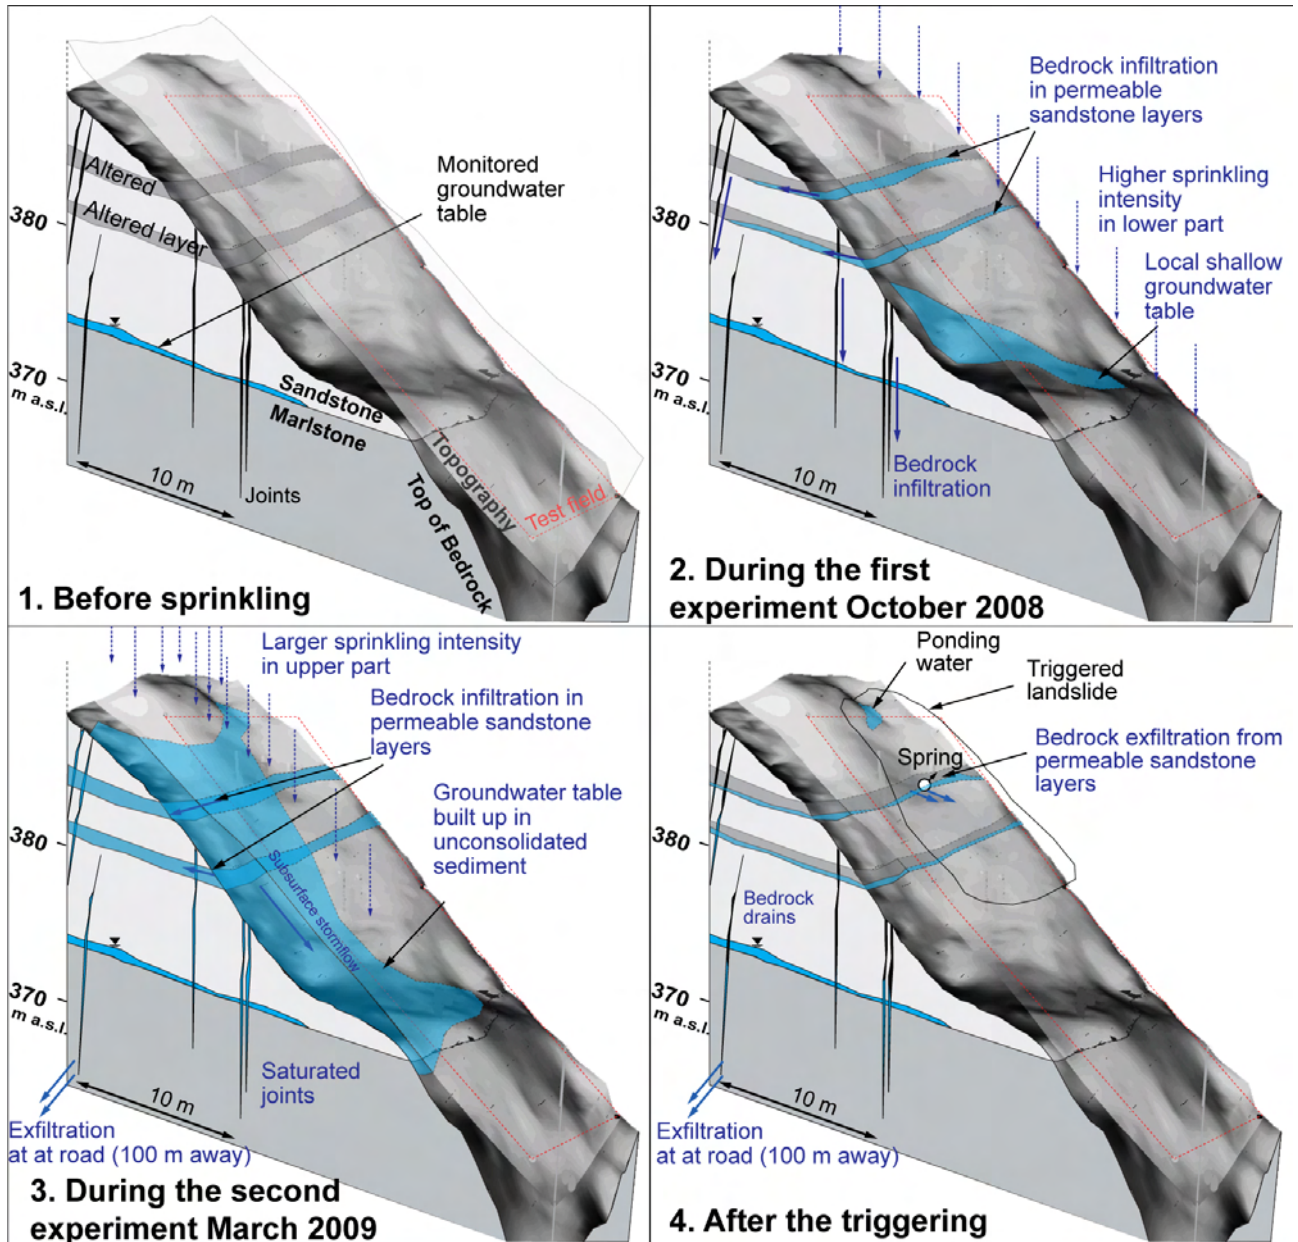 Altered
Altered layer
Monitored
groundwater
table
380
370
m a.s.l.
Sandstone
Marlstone
10 m
Joints
Topography
Top of Bedrock
Test field
1. Before sprinkling
Bedrock infiltration
in permeable
sandstone layers
Higher sprinkling
intensity
in lower part
Local shallow
groundwater
table
380
370
m a.s.l.
Bedrock
infiltration
10 m
2. During the first
experiment October 2008
Larger sprinkling intensity
in upper part
Bedrock infiltration in
permeable sandstone
layers
Groundwater table
built up in
unconsolidated
sediment
380
Subsurface stormflow
370
m a.s.l.
Saturated
joints
10 m
Exfiltration
at at road (100 m away)
3. During the second
experiment March 2009
Ponding
water
Triggered
landslide
Spring
Bedrock exfiltration from
permeable sandstone
layers
380
Bedrock
drains
370
m a.s.l.
10 m
Exfiltration
at at road (100 m away)
4. After the triggering